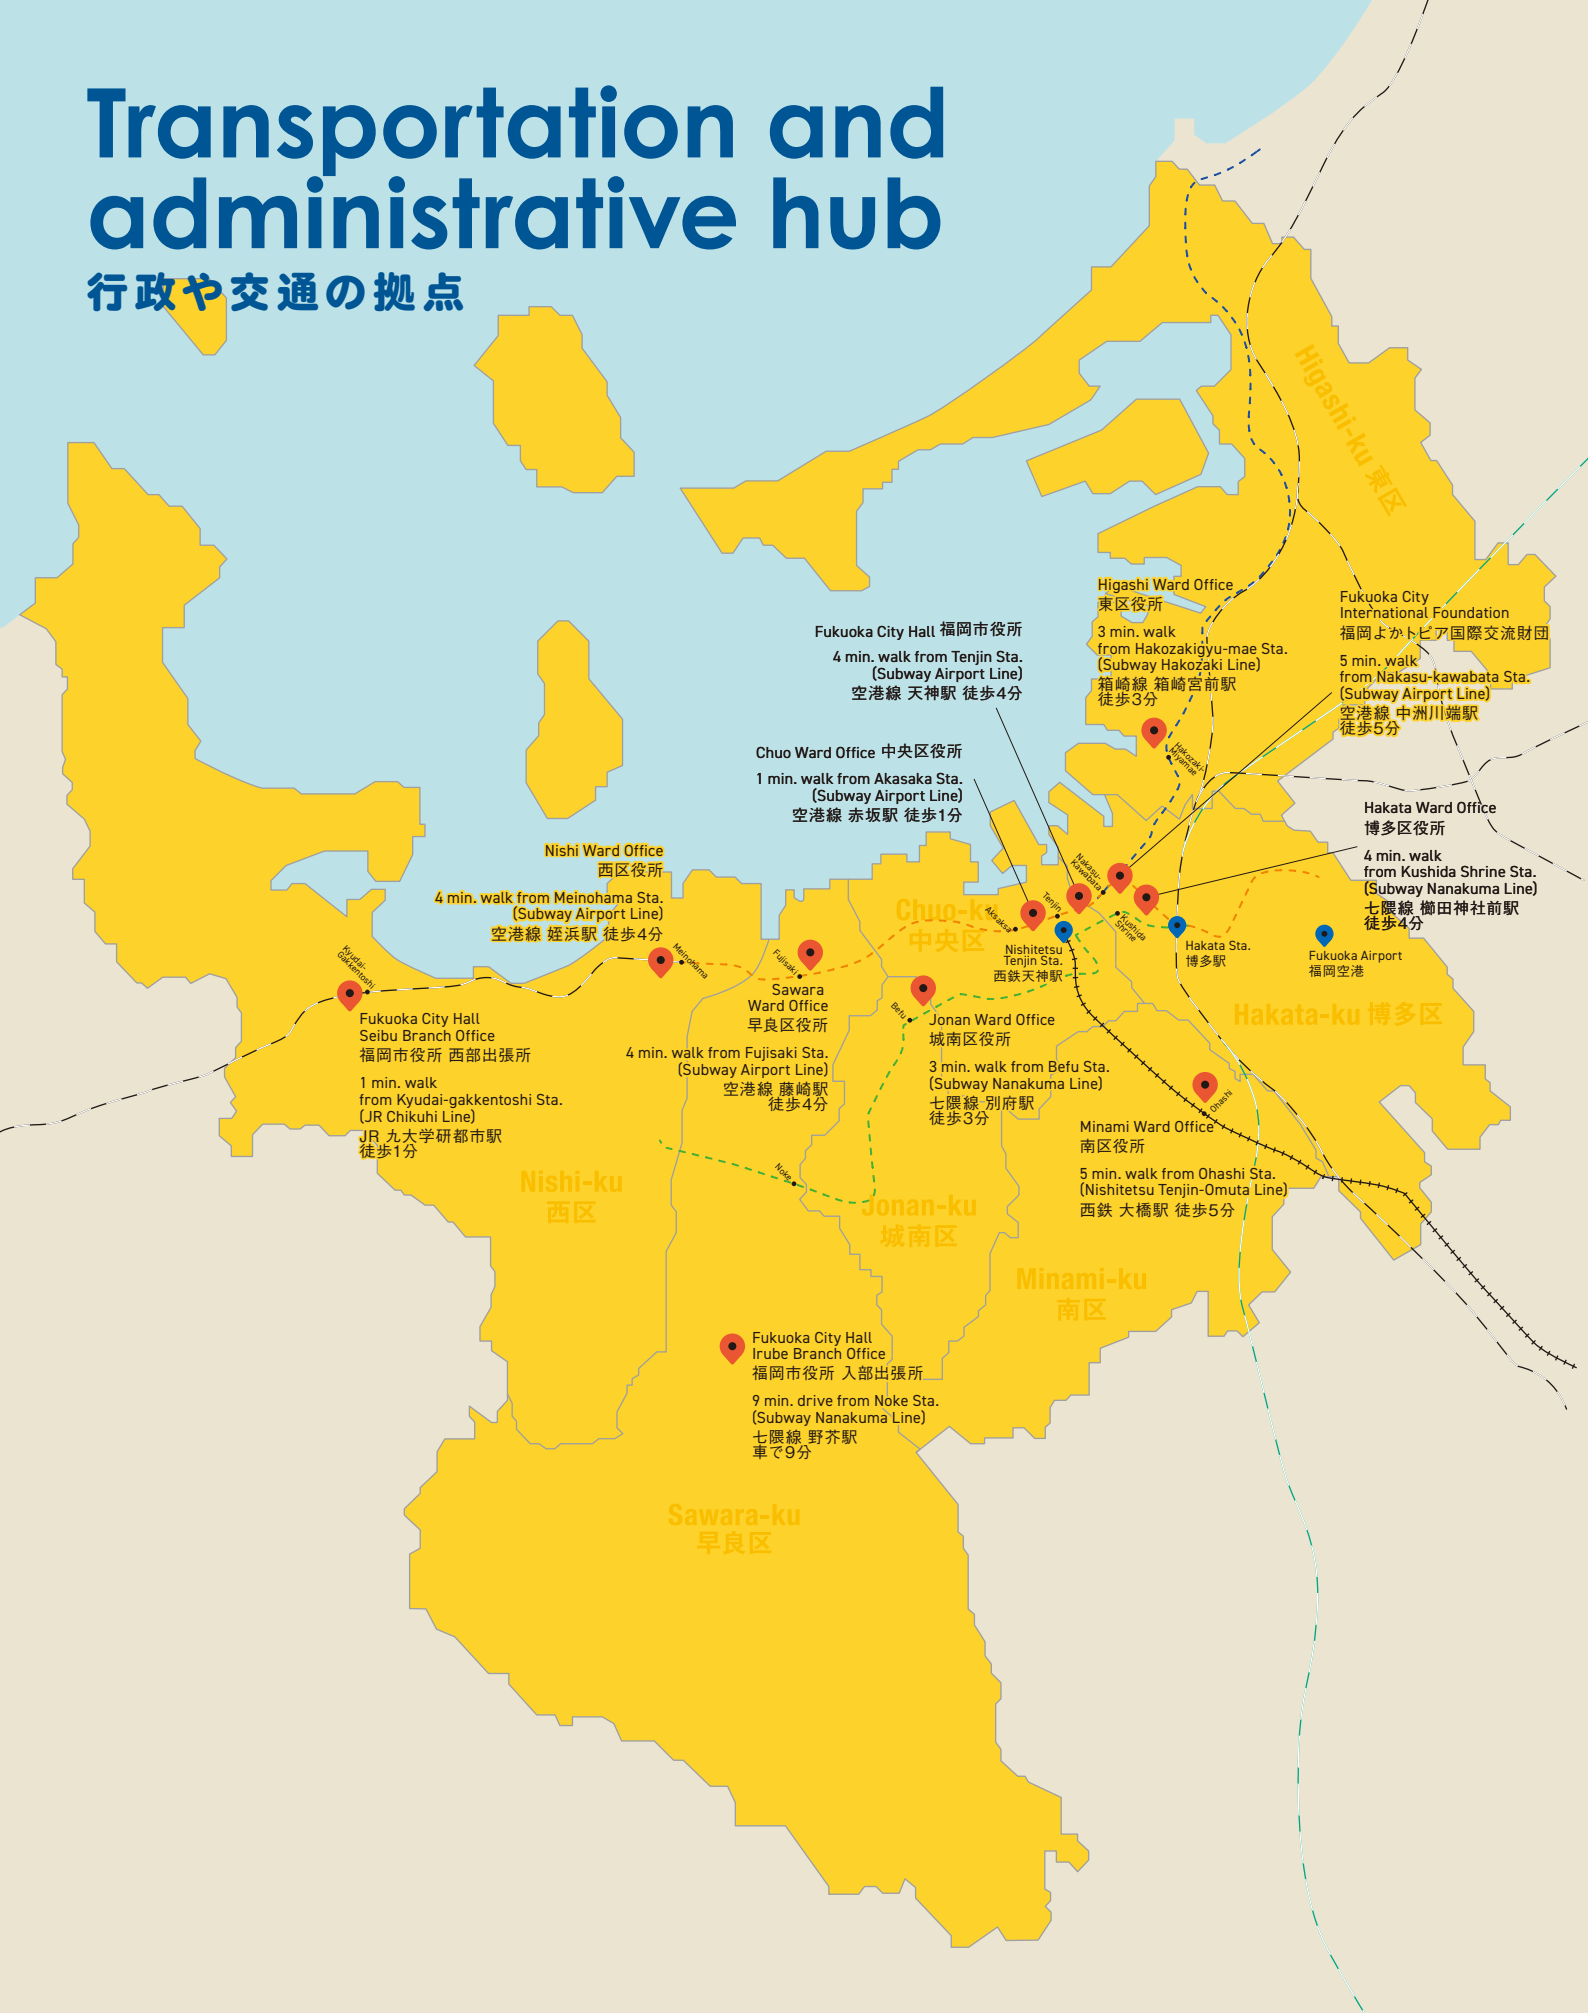 Transportation and
administrative hub
行政や交通の拠点
Higashi-ku 東区
Higashi Ward Office
東区役所
3 min. walk
from Hakozakigyu-mae Sta.
(Subway Hakozaki Line)
箱崎線 箱崎宮前駅
徒歩3分
Fukuoka City
International Foundation
福岡よかトピア国際交流財団
5 min. walk
from Nakasu-kawabata Sta.
(Subway Airport Line)
空港線 中洲川端駅
徒歩5分
Fukuoka City Hall 福岡市役所
4 min. walk from Tenjin Sta.
(Subway Airport Line)
空港線 天神駅 徒歩4分
Chuo Ward Office 中央区役所
1 min. walk from Akasaka Sta.
(Subway Airport Line)
空港線 赤坂駅 徒歩1分
Hakozaki-
Miyamae
Hakata Ward Office
博多区役所
4 min. walk
from Kushida Shrine Sta.
(Subway Nanakuma Line)
七隈線 櫛田神社前駅
徒歩4分
Nishi Ward Office
西区役所
4 min. walk from Meinohama Sta.
(Subway Airport Line)
空港線 姪浜駅 徒歩4分
Chuo-ku
中央区
Nakasu-
Kawabata
Tenjin
Aksaksa
Kushida
Shrine
Nishitetsu
Tenjin Sta.
西鉄天神駅
Hakata Sta.
博多駅
Fukuoka Airport
福岡空港
Kyudai-
Gakkentoshi
Meinohama
Fujisaki
Sawara
Ward Office
早良区役所
4 min. walk from Fujisaki Sta.
(Subway Airport Line)
空港線 藤崎駅
徒歩4分
Befu
Jonan Ward Office
城南区役所
3 min. walk from Befu Sta.
(Subway Nanakuma Line)
七隈線 別府駅
徒歩3分
Hakata-ku 博多区
Fukuoka City Hall
Seibu Branch Office
福岡市役所 西部出張所
1 min. walk
from Kyudai-gakkentoshi Sta.
(JR Chikuhi Line)
JR 九大学研都市駅
徒歩1分
Ohashi
Minami Ward Office
南区役所
5 min. walk from Ohashi Sta.
(Nishitetsu Tenjin-Omuta Line)
西鉄 大橋駅 徒歩5分
Noke
Nishi-ku
西区
Jonan-ku
城南区
Minami-ku
南区
Fukuoka City Hall
Irube Branch Office
福岡市役所 入部出張所
9 min. drive from Noke Sta.
(Subway Nanakuma Line)
七隈線 野芥駅
車で9分
Sawara-ku
早良区